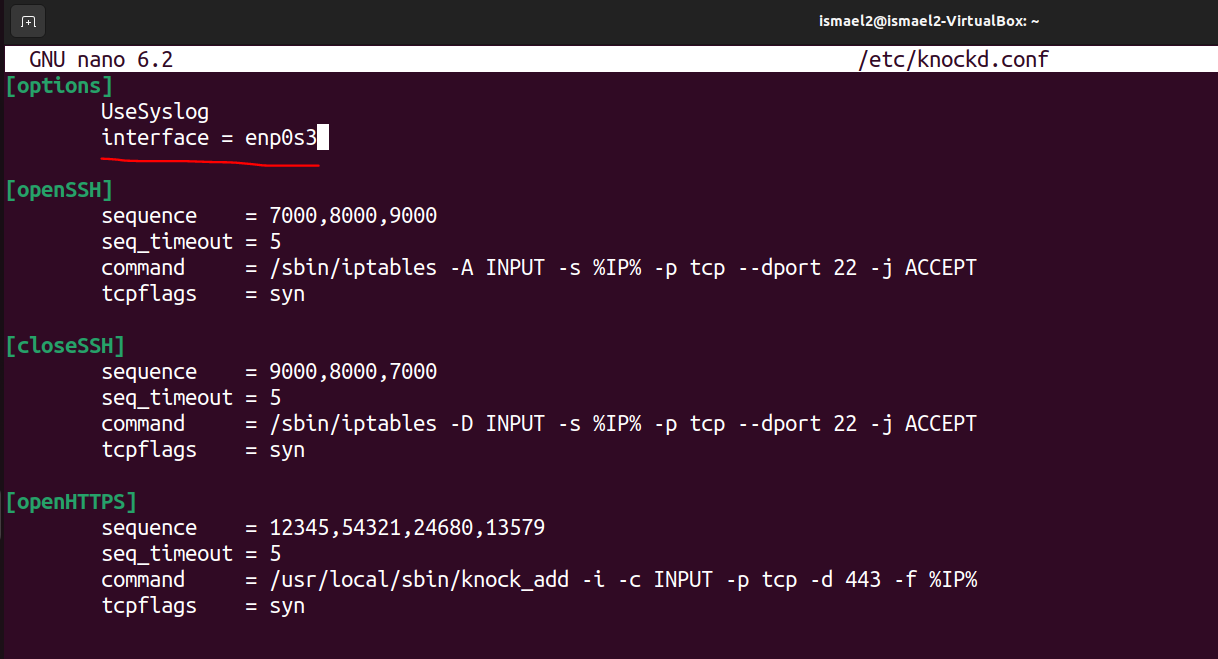 ismael2@ismael2-VirtualBox: ~
GNU nano 6.2 /etc/knockd.conf
[options]
UseSyslog
interface = enp0s3
[openSSH]
sequence = 7000,8000,9000
seq_timeout = 5
command = /sbin/iptables -A INPUT -s %IP% -p tcp --dport 22 -j ACCEPT
tcpflags = syn
[closeSSH]
sequence = 9000,8000,7000
seq_timeout = 5
command = /sbin/iptables -D INPUT -s %IP% -p tcp --dport 22 -j ACCEPT
tcpflags = syn
[openHTTPS]
sequence = 12345,54321,24680,13579
seq_timeout = 5
command = /usr/local/sbin/knock_add -i -c INPUT -p tcp -d 443 -f %IP%
tcpflags = syn